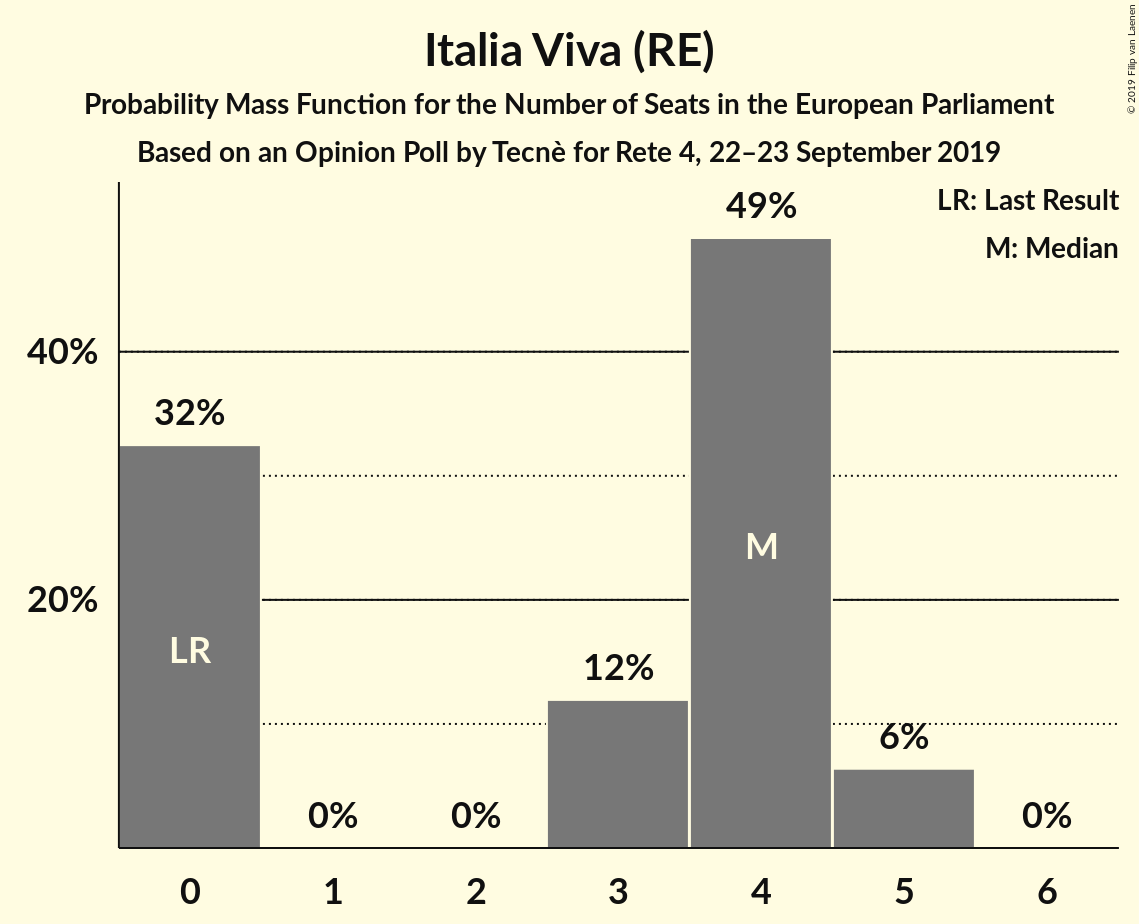 Italia Viva (RE)
Probability Mass Function for the Number of Seats in the European Parliament
Based on an Opinion Poll by Tecnè for Rete 4, 22–23 September 2019
© 2019 Filip van Laenen
LR: Last Result
M: Median
49%
40%
32%
M
20%
LR
12%
6%
0%
0%
0%
0
1
2
3
4
5
6